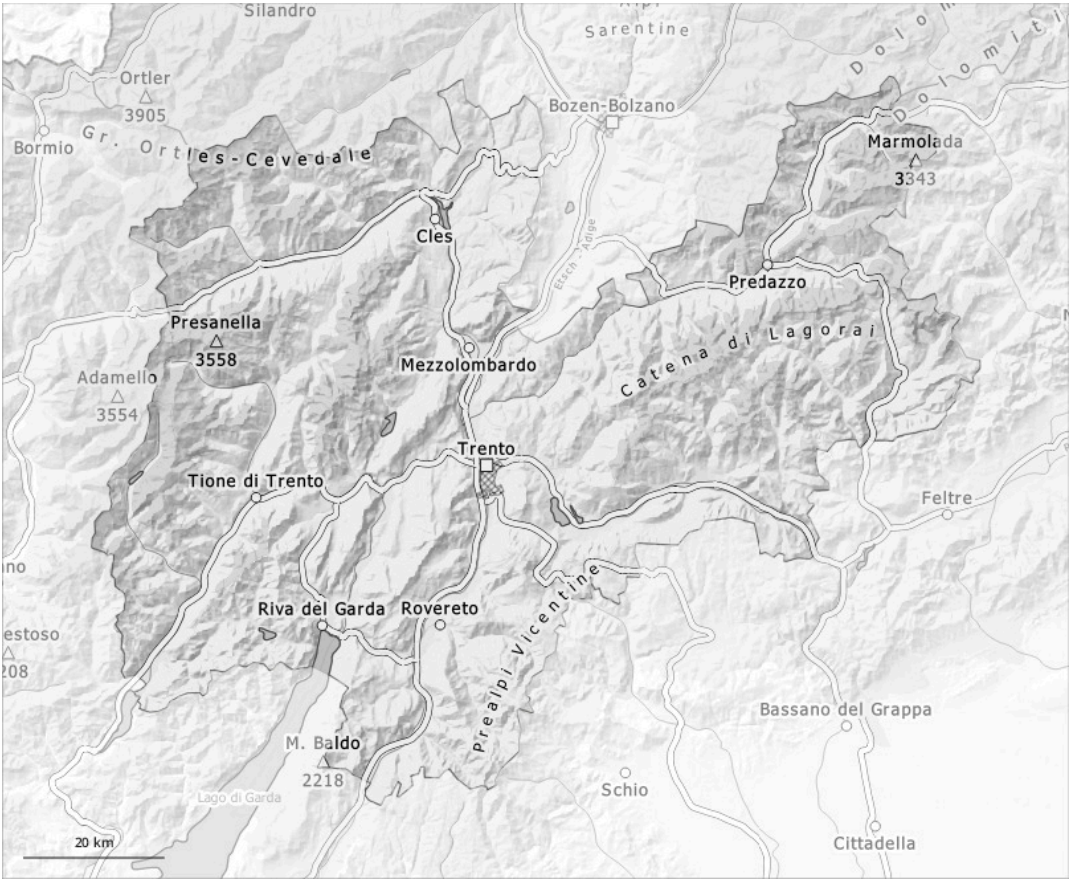 Silandro
Sarentine
Ortler
3905
Bozen-Bolzano
Bormio
Gr. Ortles-Cevedale
Marmolada
3343
Cles
Etsch - Adige
Predazzo
Presanella
3558
Catena di Lagorai
Mezzolombardo
Adamello
3554
Trento
Tione di Trento
Feltre
Riva del Garda
Rovereto
Prealpi Vicentine
Bassano del Grappa
M. Baldo
2218
Lago di Garda
Schio
20 km
Cittadella